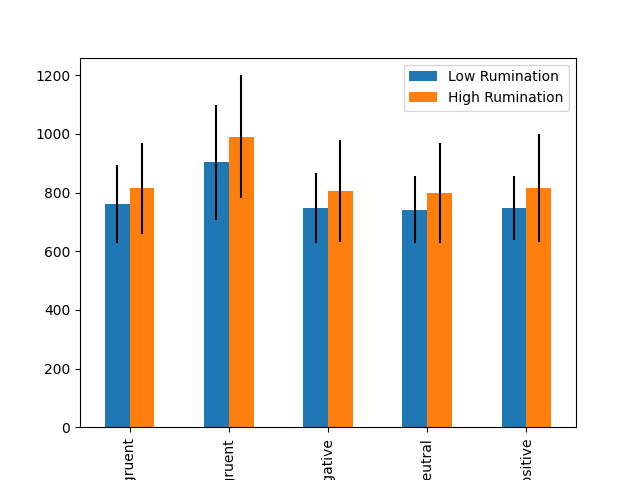 1200
1000
800
600
400
200
0
Low Rumination
High Rumination
gruent
gruent
gative
eutral
ositive